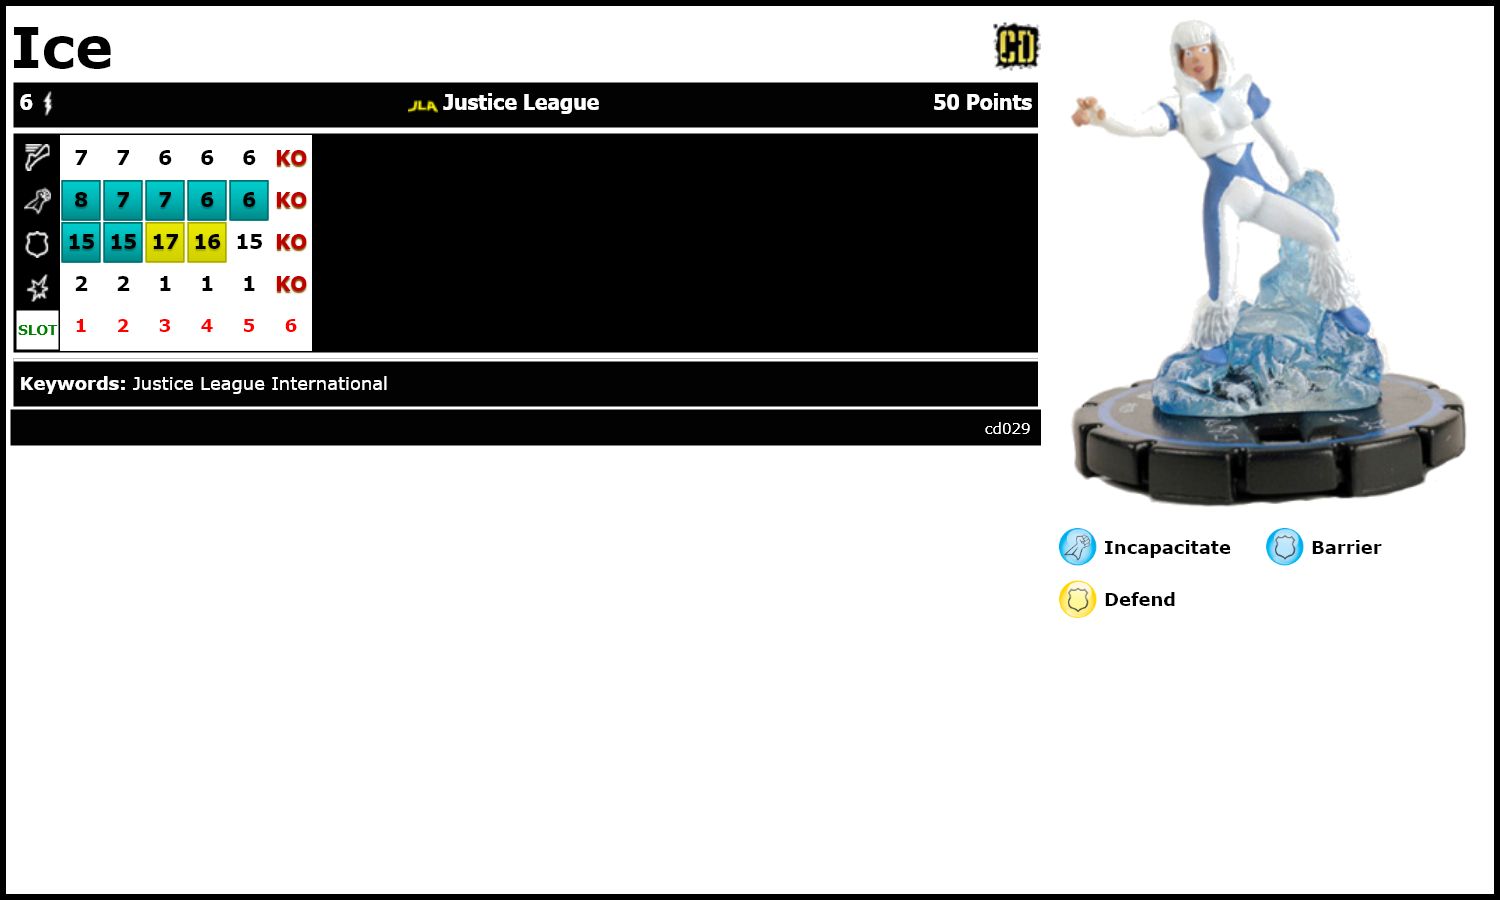 Ice
CD
6 JLA Justice League 50 Points
7 7 6 6 6 KO
8 7 7 6 6 KO
15 15 17 16 15 KO
2 2 1 1 1 KO
SLOT 1 2 3 4 5 6
Keywords: Justice League International
cd029
Incapacitate Barrier
Defend